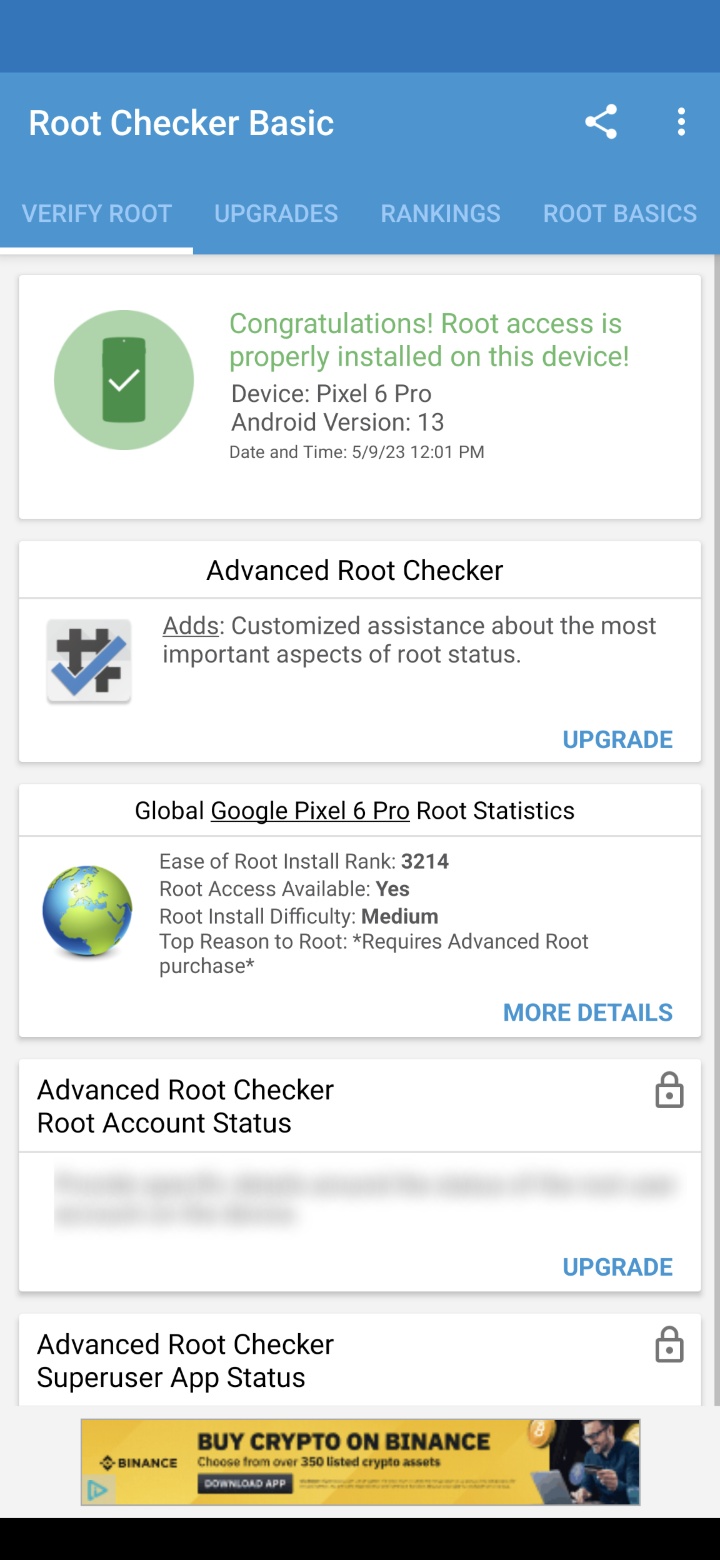 Root Checker Basic
VERIFY ROOT
UPGRADES
RANKINGS
ROOT BASICS
Congratulations! Root access is
properly installed on this device!
Device: Pixel 6 Pro
Android Version: 13
Date and Time: 5/9/23 12:01 PM
Advanced Root Checker
Adds: Customized assistance about the most
important aspects of root status.
UPGRADE
Global Google Pixel 6 Pro Root Statistics
Ease of Root Install Rank: 3214
Root Access Available: Yes
Root Install Difficulty: Medium
Top Reason to Root: *Requires Advanced Root
purchase*
MORE DETAILS
Advanced Root Checker
Root Account Status
UPGRADE
Advanced Root Checker
Superuser App Status
BINANCE
BUY CRYPTO ON BINANCE
Choose from over 350 listed crypto assets
DOWNLOAD APP